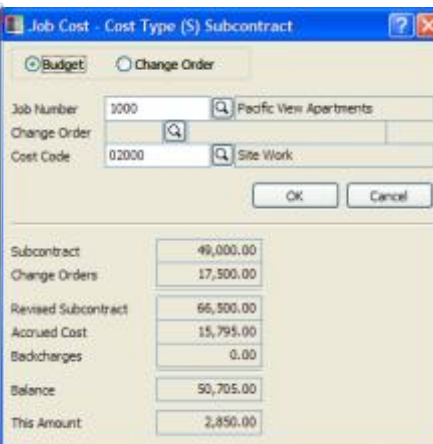 Job Cost - Cost Type (S) Subcontract
Budget Change Order
Job Number 1000 Pacific View Apartments
Change Order
Cost Code 02000 Site Work
OK Cancel
Subcontract 49,000.00
Change Orders 17,500.00
Revised Subcontract 66,500.00
Accrued Cost 15,795.00
Backcharges 0.00
Balance 50,705.00
This Amount 2,850.00